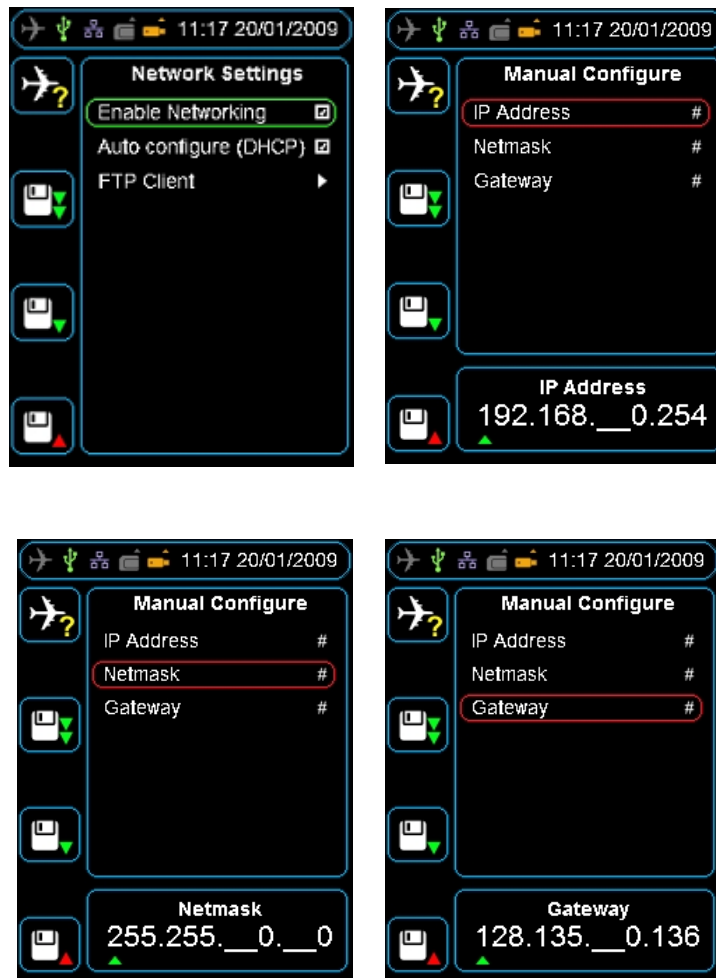 11:17 20/01/2009
Network Settings
Enable Networking
Auto configure (DHCP)
FTP Client
?
11:17 20/01/2009
Manual Configure
IP Address #
Netmask #
Gateway #
?
IP Address
192.168.__0.254
11:17 20/01/2009
Manual Configure
IP Address #
Netmask #
Gateway #
?
Netmask
255.255.__0.__0
11:17 20/01/2009
Manual Configure
IP Address #
Netmask #
Gateway #
?
Gateway
128.135.__0.136